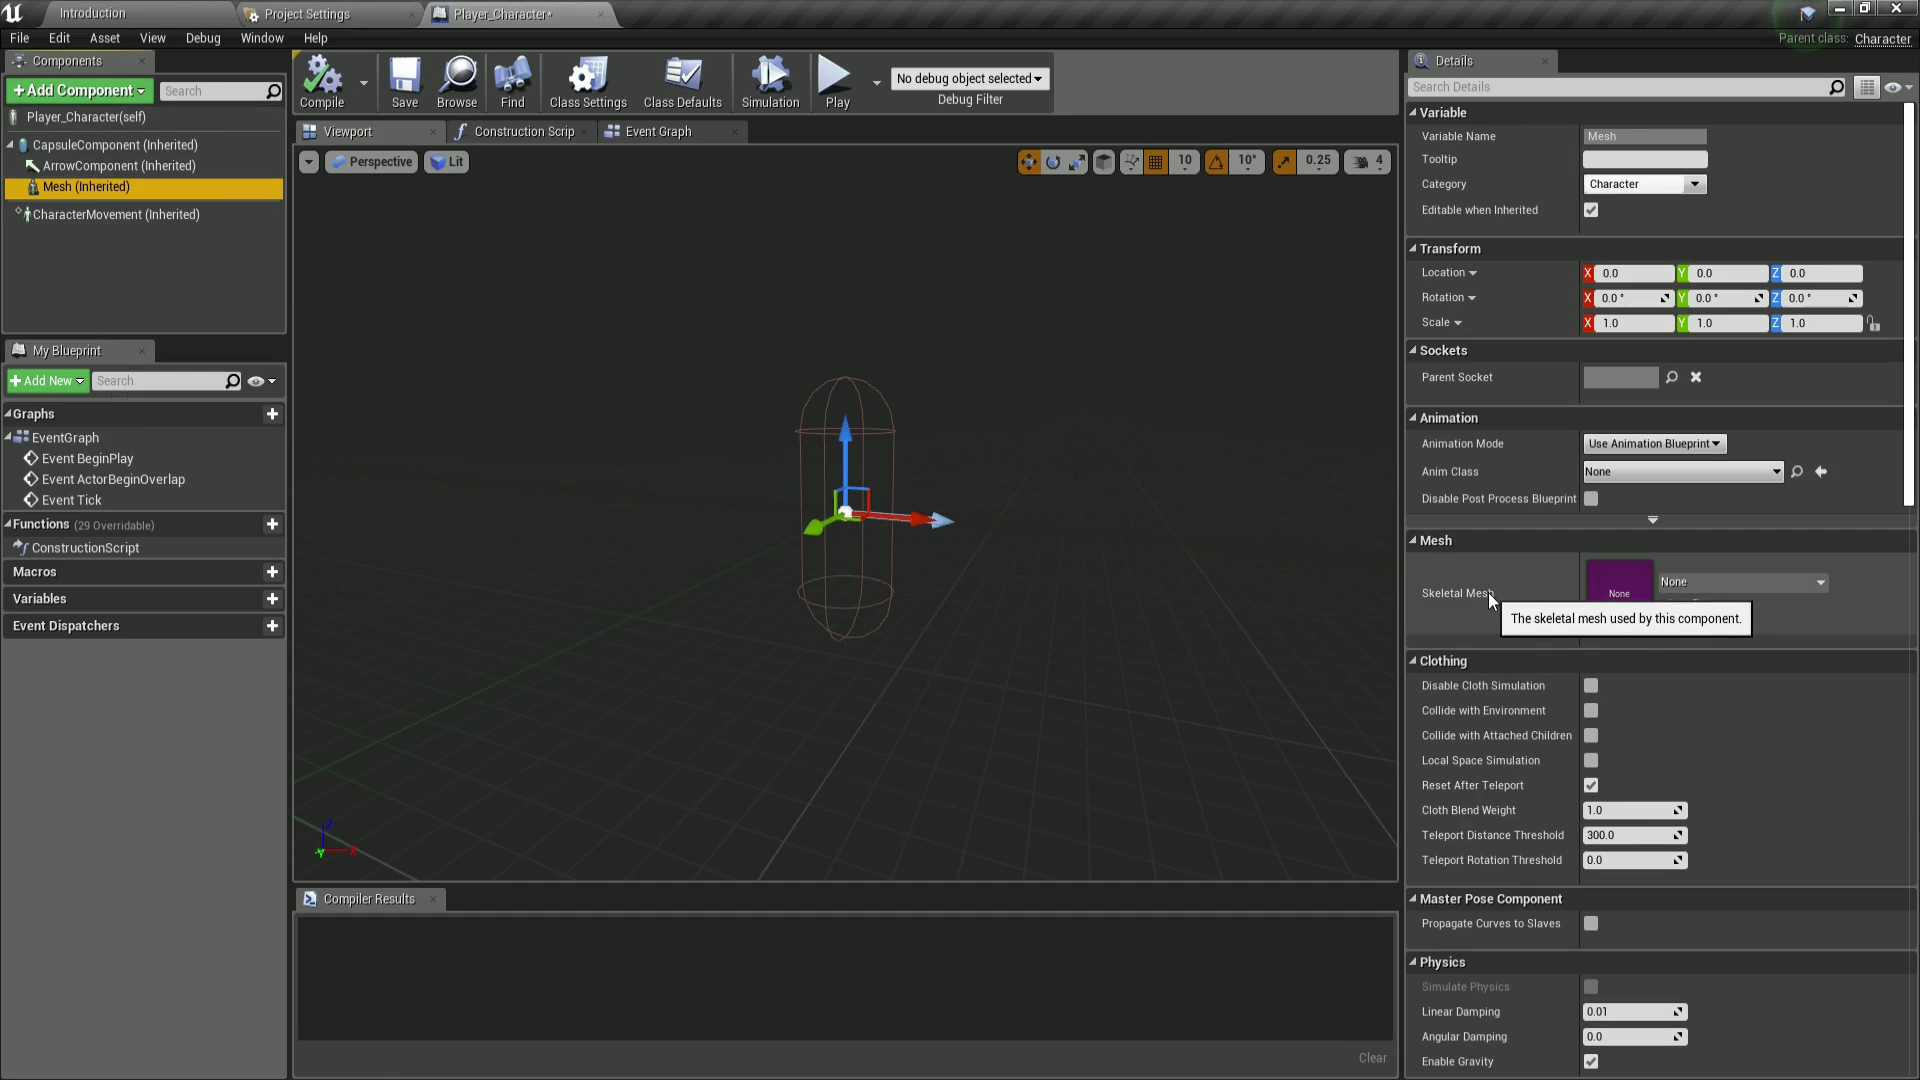 Introduction
Project Settings
Player_Character*
File
Edit
Asset
View
Debug
Window
Help
Parent class: Character
Components
+Add Component
Search
Player_Character(self)
CapsuleComponent (Inherited)
ArrowComponent (Inherited)
Mesh (Inherited)
CharacterMovement (Inherited)
My Blueprint
+Add New
Search
Graphs
EventGraph
Event BeginPlay
Event ActorBeginOverlap
Event Tick
Functions (29 Overridable)
ConstructionScript
Macros
Variables
Event Dispatchers
Compile
Save
Browse
Find
Class Settings
Class Defaults
Simulation
Play
No debug object selected
Debug Filter
Viewport
Construction Scrip
Event Graph
Perspective
Lit
10
10°
0.25
4
Z
X
Y
Compiler Results
Clear
Details
Search Details
Variable
Variable Name Mesh
Tooltip
Category Character
Editable when Inherited
Transform
Location X 0.0 Y 0.0 Z 0.0
Rotation X 0.0 ° Y 0.0 ° Z 0.0 °
Scale X 1.0 Y 1.0 Z 1.0
Sockets
Parent Socket
Animation
Animation Mode Use Animation Blueprint
Anim Class None
Disable Post Process Blueprint
Mesh
Skeletal Mesh None None
The skeletal mesh used by this component.
Clothing
Disable Cloth Simulation
Collide with Environment
Collide with Attached Children
Local Space Simulation
Reset After Teleport
Cloth Blend Weight 1.0
Teleport Distance Threshold 300.0
Teleport Rotation Threshold 0.0
Master Pose Component
Propagate Curves to Slaves
Physics
Simulate Physics
Linear Damping 0.01
Angular Damping 0.0
Enable Gravity